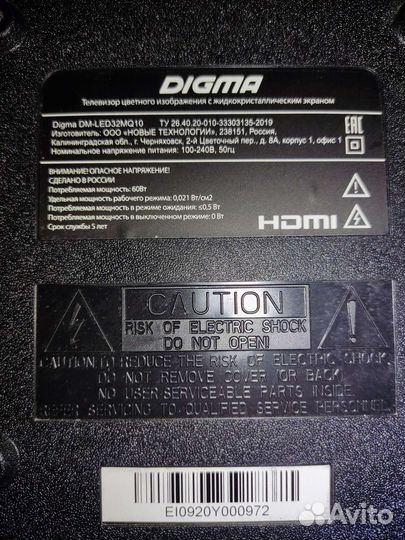 DIGMA
Телевизор цветного изображения с жидкокристаллическим экраном
Digma DM-LED32MQ10 ТУ 26.40.20-010-33303135-2019
Изготовитель: ООО «НОВЫЕ ТЕХНОЛОГИИ», 238151, Россия,
Калининградская обл., г. Черняховск, 2-й Цветочный пер., д. 8А, корпус 1, офис 1
Номинальное напряжение питания: 100-240В, 50гц
EAC
ВНИМАНИЕ! ОПАСНОЕ НАПРЯЖЕНИЕ!
СДЕЛАНО В РОССИИ
Потребляемая мощность: 60Вт
Удельная мощность рабочего режима: 0,021 Вт/см2
Потребляемая мощность в режиме ожидания: ≤0,5 Вт
Потребляемая мощность в выключенном режиме: 0 Вт
Срок службы 5 лет
HDMI
CAUTION
RISK OF ELECTRIC SHOCK
DO NOT OPEN!
CAUTION:TO REDUCE THE RISK OF ELECTRIC SHOCK,
DO NOT REMOVE COVER (OR BACK)
NO USER-SERVICEABLE PARTS INSIDE
REFER SERVICING TO QUALIFIED SERVICE PERSONNEL
EI0920Y000972
Avito